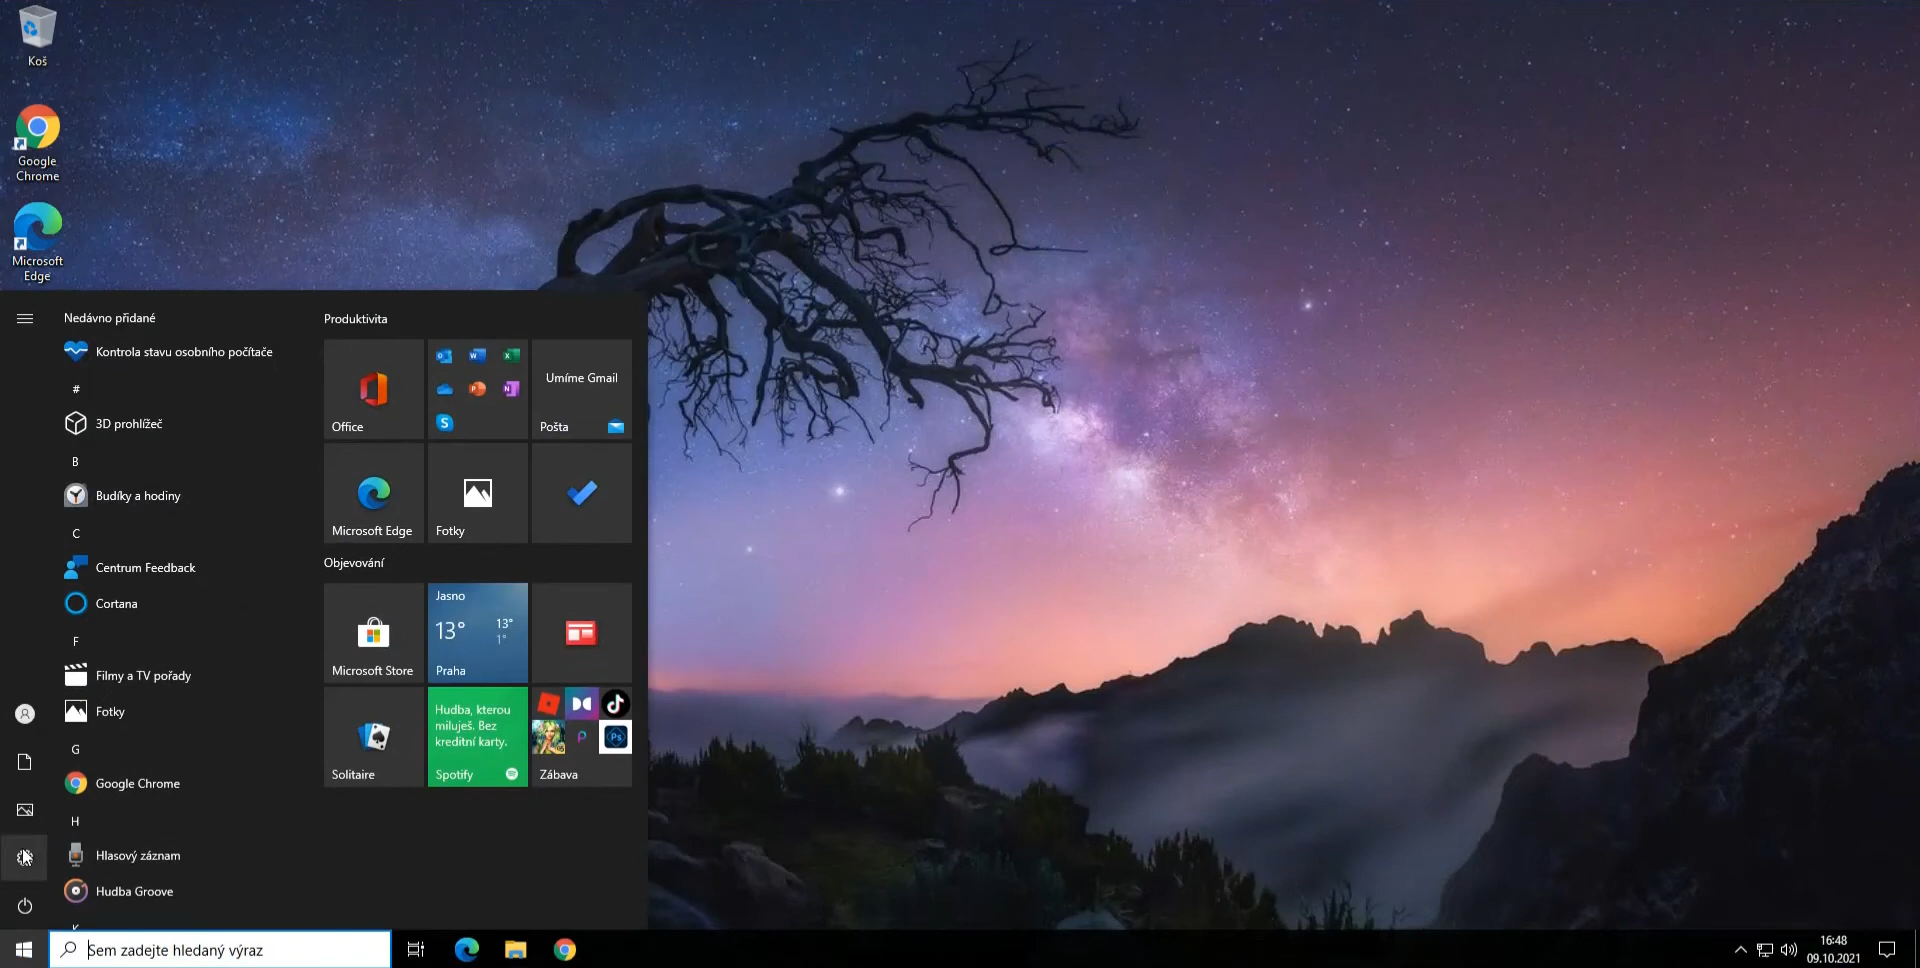 Koš
Google
Chrome
Microsoft
Edge
Nedávno přidané
Kontrola stavu osobního počítače
#
3D prohlížeč
B
Budíky a hodiny
C
Centrum Feedback
Cortana
F
Filmy a TV pořady
Fotky
G
Google Chrome
H
Hlasový záznam
Hudba Groove
K
Produktivita
Office
Umíme Gmail
Pošta
Microsoft Edge
Fotky
Objevování
Microsoft Store
Jasno
13° 13°
1°
Praha
Solitaire
Hudba, kterou
miluješ. Bez
kreditní karty.
Spotify
Ps
Zábava
Sem zadejte hledaný výraz
16:48
09.10.2021